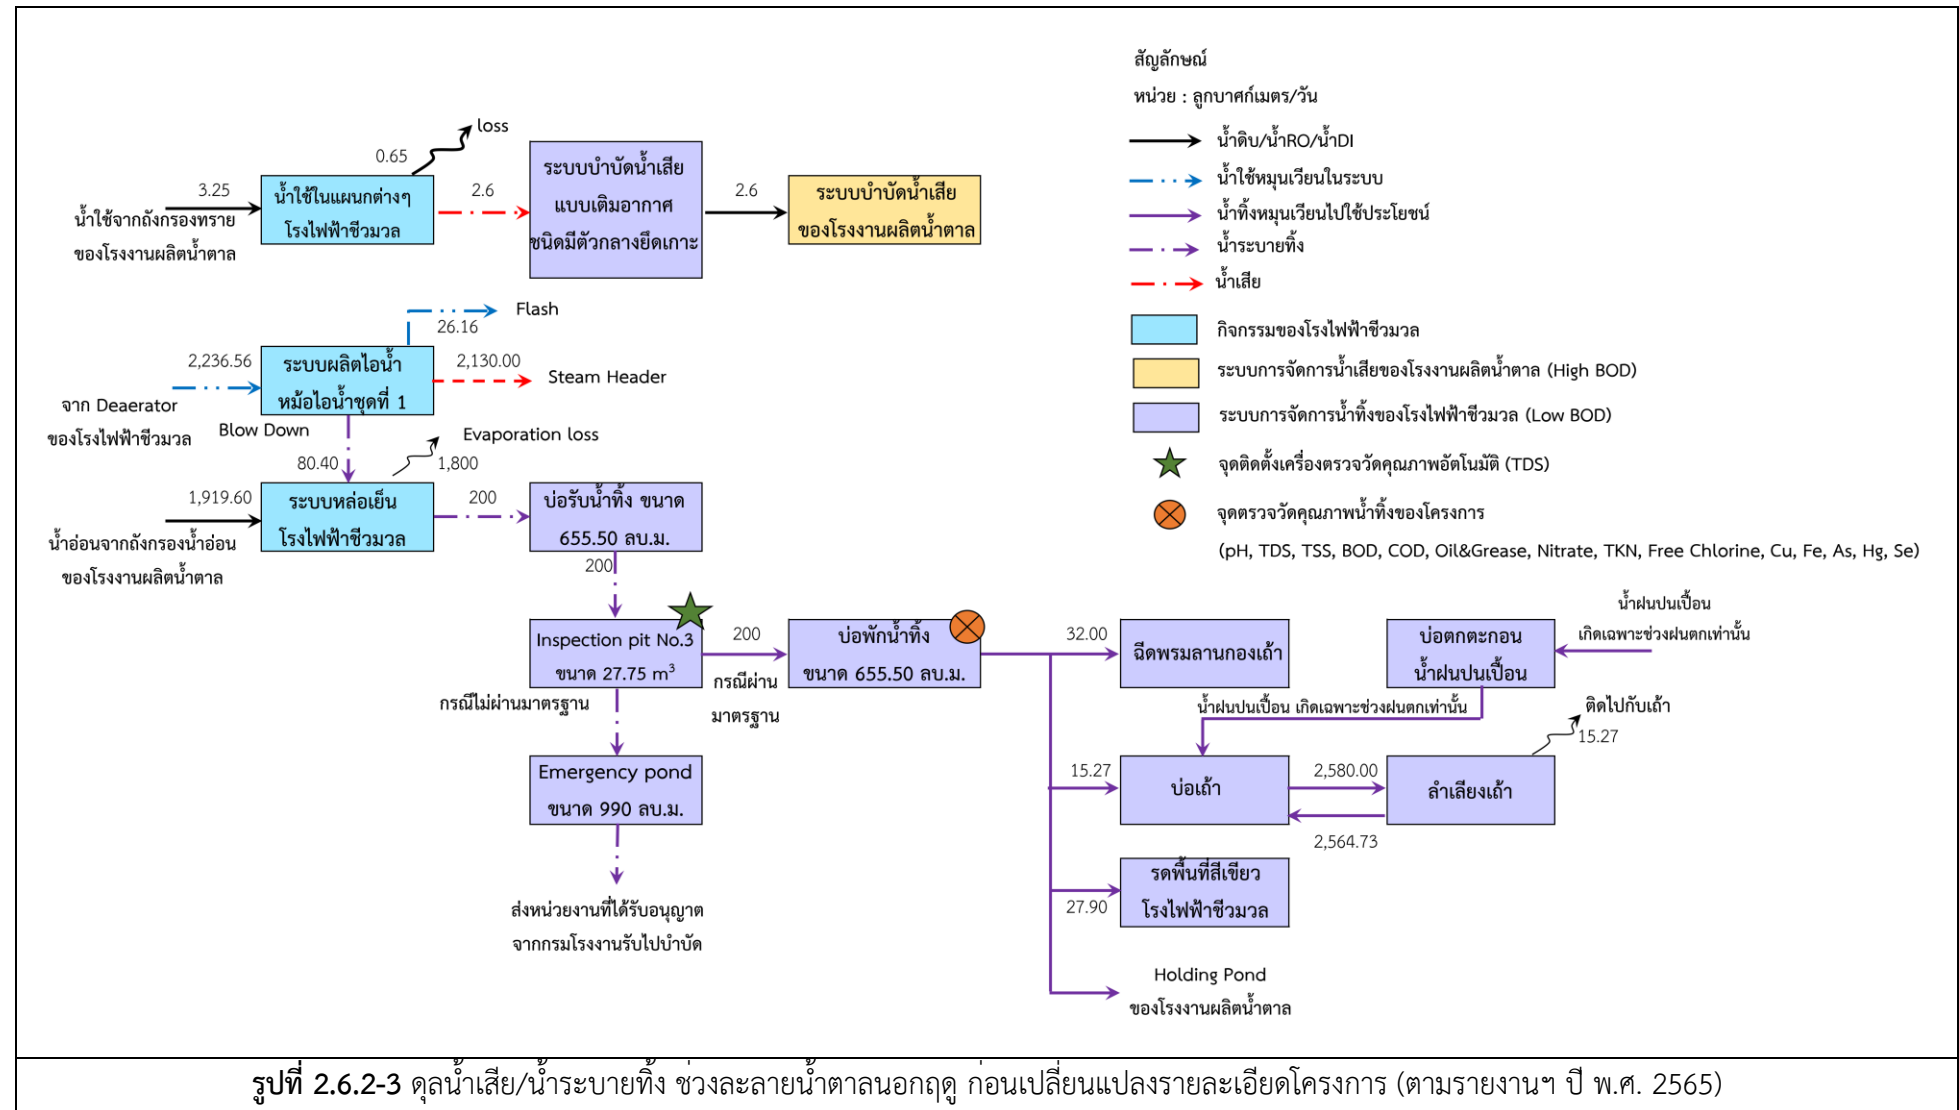 สัญลักษณ์
หน่วย : ลูกบาศก์เมตร/วัน
น้ำดิบ/น้ำRO/น้ำDI
น้ำใช้หมุนเวียนในระบบ
น้ำทิ้งหมุนเวียนไปใช้ประโยชน์
น้ำระบายทิ้ง
น้ำเสีย
กิจกรรมของโรงไฟฟ้าชีวมวล
ระบบการจัดการน้ำเสียของโรงงานผลิตน้ำตาล (High BOD)
ระบบการจัดการน้ำทิ้งของโรงไฟฟ้าชีวมวล (Low BOD)
จุดติดตั้งเครื่องตรวจวัดคุณภาพอัตโนมัติ (TDS)
จุดตรวจวัดคุณภาพน้ำทิ้งของโครงการ
(pH, TDS, TSS, BOD, COD, Oil&Grease, Nitrate, TKN, Free Chlorine, Cu, Fe, As, Hg, Se)
loss
0.65
3.25
น้ำใช้จากถังกรองทราย
ของโรงงานผลิตน้ำตาล
น้ำใช้ในแผนกต่างๆ
โรงไฟฟ้าชีวมวล
2.6
ระบบบำบัดน้ำเสีย
แบบเติมอากาศ
ชนิดมีตัวกลางยึดเกาะ
2.6
ระบบบำบัดน้ำเสีย
ของโรงงานผลิตน้ำตาล
Flash
26.16
2,236.56
จาก Deaerator
ของโรงไฟฟ้าชีวมวล
ระบบผลิตไอน้ำ
หม้อไอน้ำชุดที่ 1
2,130.00
Steam Header
Blow Down
80.40
Evaporation loss
1,800
1,919.60
น้ำอ่อนจากถังกรองน้ำอ่อน
ของโรงงานผลิตน้ำตาล
ระบบหล่อเย็น
โรงไฟฟ้าชีวมวล
200
บ่อรับน้ำทิ้ง ขนาด
655.50 ลบ.ม.
200
Inspection pit No.3
ขนาด 27.75 m³
กรณีไม่ผ่านมาตรฐาน
200
กรณีผ่าน
มาตรฐาน
บ่อพักน้ำทิ้ง
ขนาด 655.50 ลบ.ม.
Emergency pond
ขนาด 990 ลบ.ม.
ส่งหน่วยงานที่ได้รับอนุญาต
จากกรมโรงงานรับไปบำบัด
32.00
ฉีดพรมลานกองเถ้า
น้ำฝนปนเปื้อน
เกิดเฉพาะช่วงฝนตกเท่านั้น
บ่อตกตะกอน
น้ำฝนปนเปื้อน
น้ำฝนปนเปื้อน เกิดเฉพาะช่วงฝนตกเท่านั้น
ติดไปกับเถ้า
15.27
15.27
บ่อเถ้า
2,580.00
2,564.73
ลำเลียงเถ้า
27.90
รดพื้นที่สีเขียว
โรงไฟฟ้าชีวมวล
Holding Pond
ของโรงงานผลิตน้ำตาล
รูปที่ 2.6.2-3 ดุลน้ำเสีย/น้ำระบายทิ้ง ช่วงละลายน้ำตาลนอกฤดู ก่อนเปลี่ยนแปลงรายละเอียดโครงการ (ตามรายงานฯ ปี พ.ศ. 2565)